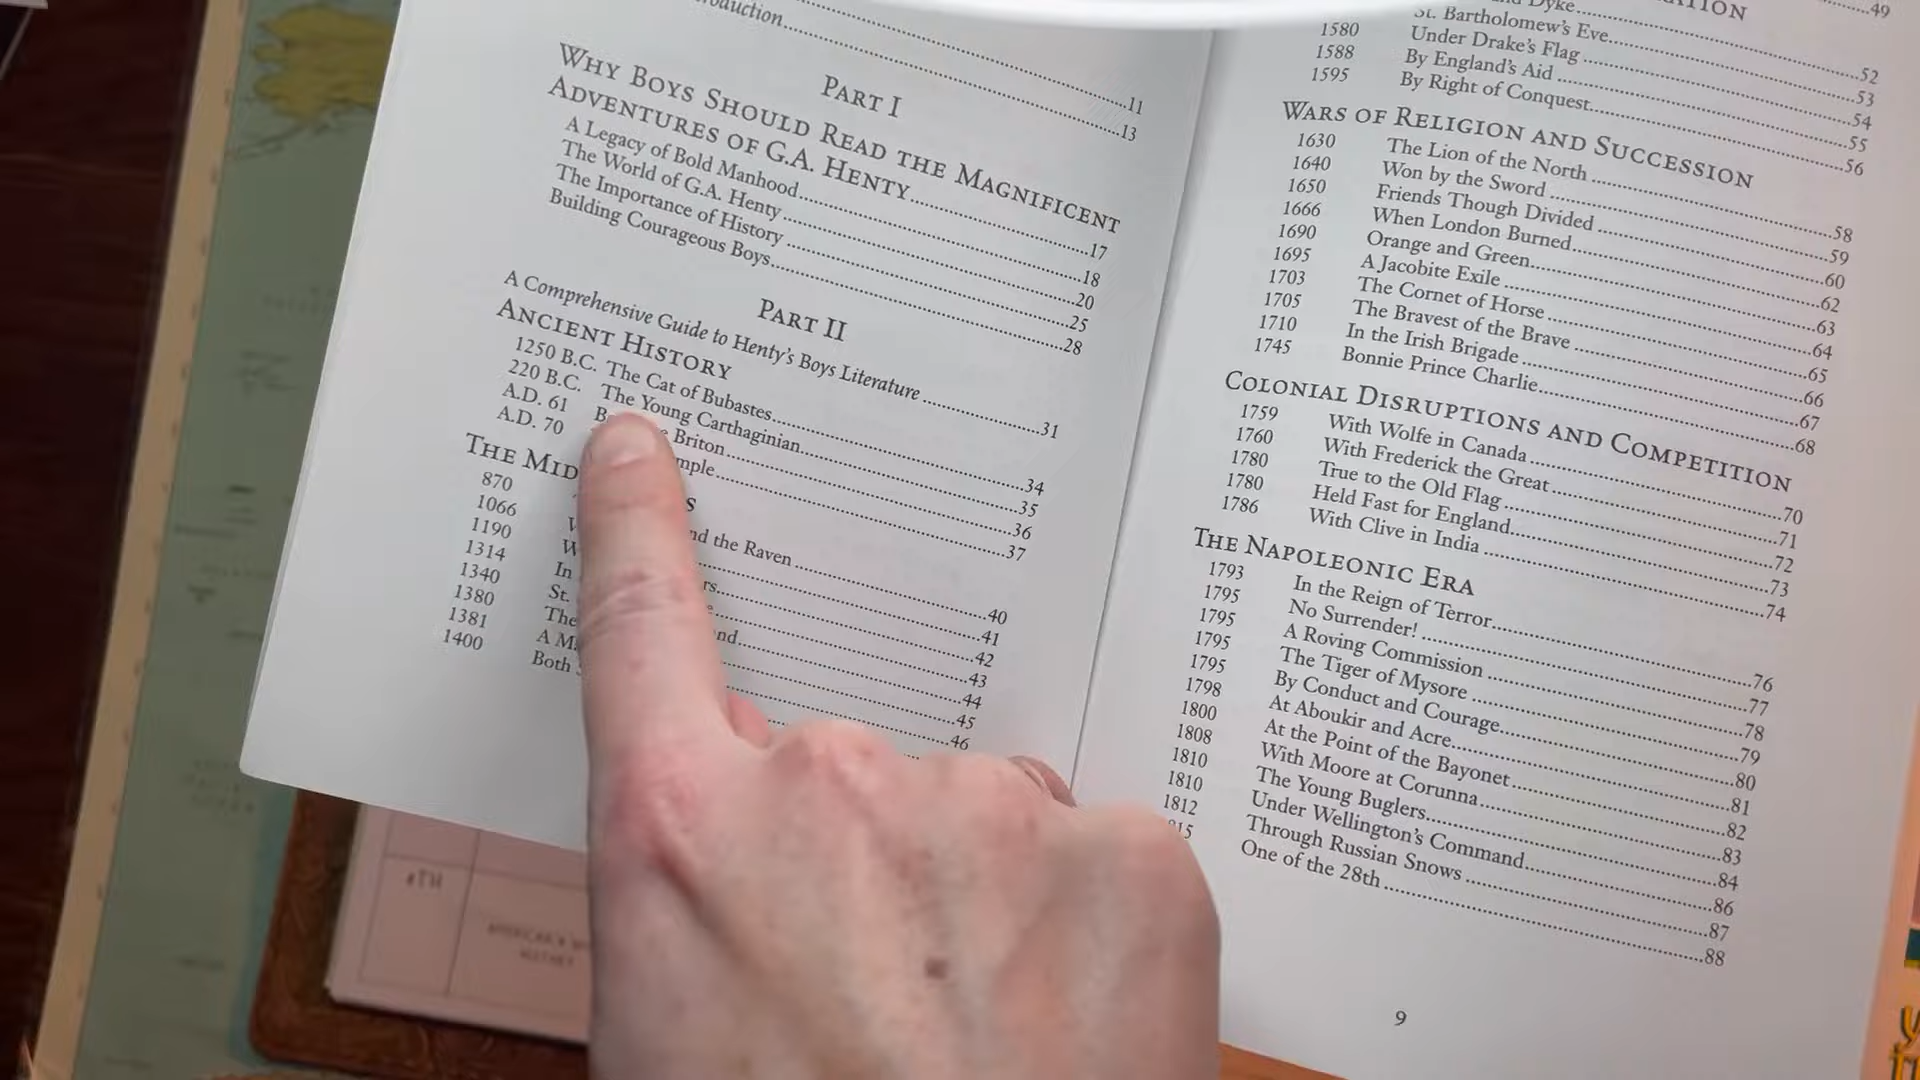 11
13
PART I
WHY BOYS SHOULD READ THE MAGNIFICENT
ADVENTURES OF G.A. HENTY 17
A Legacy of Bold Manhood 18
The World of G.A. Henty 20
The Importance of History 25
Building Courageous Boys 28
PART II
A Comprehensive Guide to Henty's Boys Literature 31
ANCIENT HISTORY
1250 B.C. The Cat of Bubastes 34
220 B.C. The Young Carthaginian 35
A.D. 61 Briton 36
A.D. 70 37
THE
870 and the Raven 40
1066 41
1190 42
1314 In 43
1340 St. 44
1380 The 45
1381 A 46
1400 Both
49
52
St. Bartholomew's Eve 53
1580 Under Drake's Flag 54
1588 By England's Aid 55
1595 By Right of Conquest 56
WARS OF RELIGION AND SUCCESSION
1630 The Lion of the North 58
1640 Won by the Sword 59
1650 Friends Though Divided 60
1666 When London Burned 62
1690 Orange and Green 63
1695 A Jacobite Exile 64
1703 The Cornet of Horse 65
1705 The Bravest of the Brave 66
1710 In the Irish Brigade 67
1745 Bonnie Prince Charlie 68
COLONIAL DISRUPTIONS AND COMPETITION
1759 With Wolfe in Canada 70
1760 With Frederick the Great 71
1780 True to the Old Flag 72
1780 Held Fast for England 73
1786 With Clive in India 74
THE NAPOLEONIC ERA
1793 In the Reign of Terror 76
1795 No Surrender! 77
1795 A Roving Commission 78
1795 The Tiger of Mysore 79
1795 By Conduct and Courage 80
1798 At Aboukir and Acre 81
1800 At the Point of the Bayonet 82
1808 With Moore at Corunna 83
1810 The Young Buglers 84
1810 Under Wellington's Command 86
1812 Through Russian Snows 87
One of the 28th 88
9